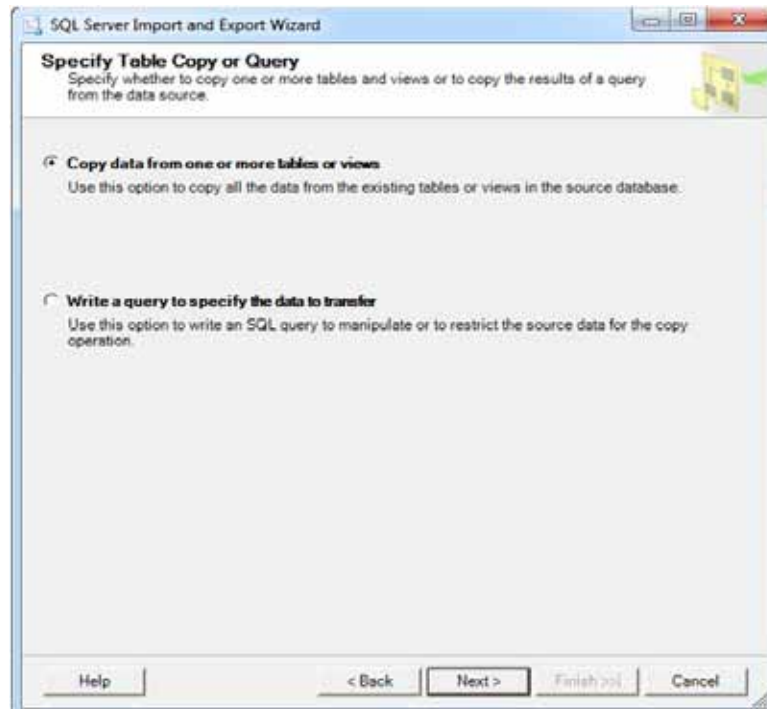 SQL Server Import and Export Wizard
Specify Table Copy or Query
Specify whether to copy one or more tables and views or to copy the results of a query
from the data source.
Copy data from one or more tables or views
Use this option to copy all the data from the existing tables or views in the source database.
Write a query to specify the data to transfer
Use this option to write an SQL query to manipulate or to restrict the source data for the copy
operation.
Help < Back Next > Finish >>| Cancel